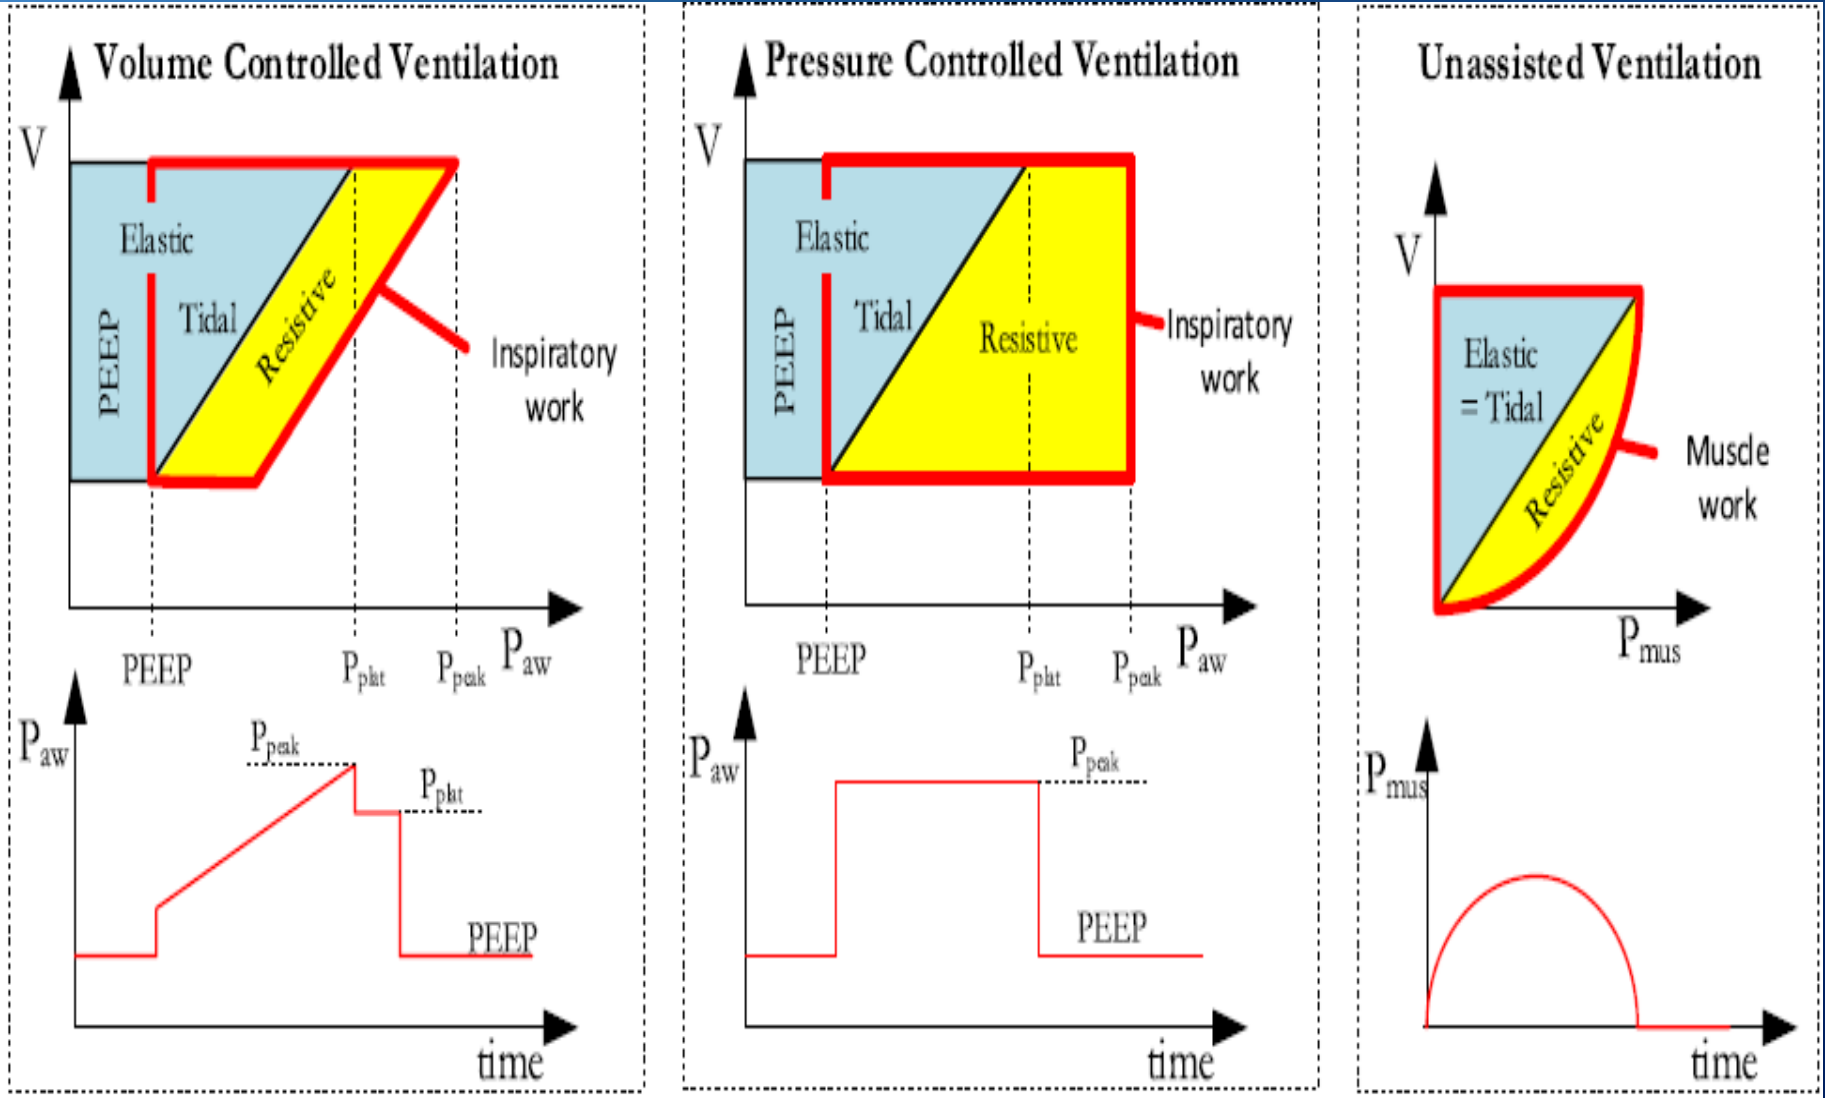 Volume Controlled Ventilation
V
Elastic
PEEP
Tidal
Resistive
Inspiratory
work
PEEP
Pplat
Ppeak
Paw
Paw
Ppeak
Pplat
PEEP
time
Pressure Controlled Ventilation
V
Elastic
PEEP
Tidal
Resistive
Inspiratory
work
PEEP
Pplat
Ppeak
Paw
Paw
Ppeak
PEEP
time
Unassisted Ventilation
V
Elastic
= Tidal
Resistive
Muscle
work
Pmus
Pmus
time